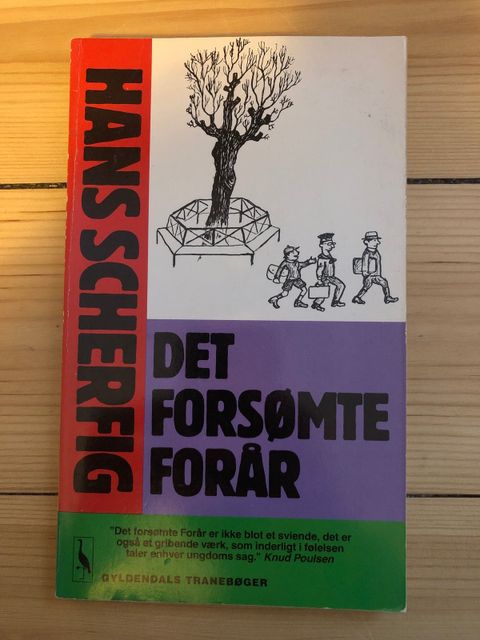 HANS SCHERFIG
DET
FORSØMTE
FORÅR
"Det forsømte Forår er ikke blot et sviende, det er
også et gribende værk, som inderligt i følelsen
taler enhver ungdoms sag." Knud Poulsen
GYLDENDALS TRANEBØGER